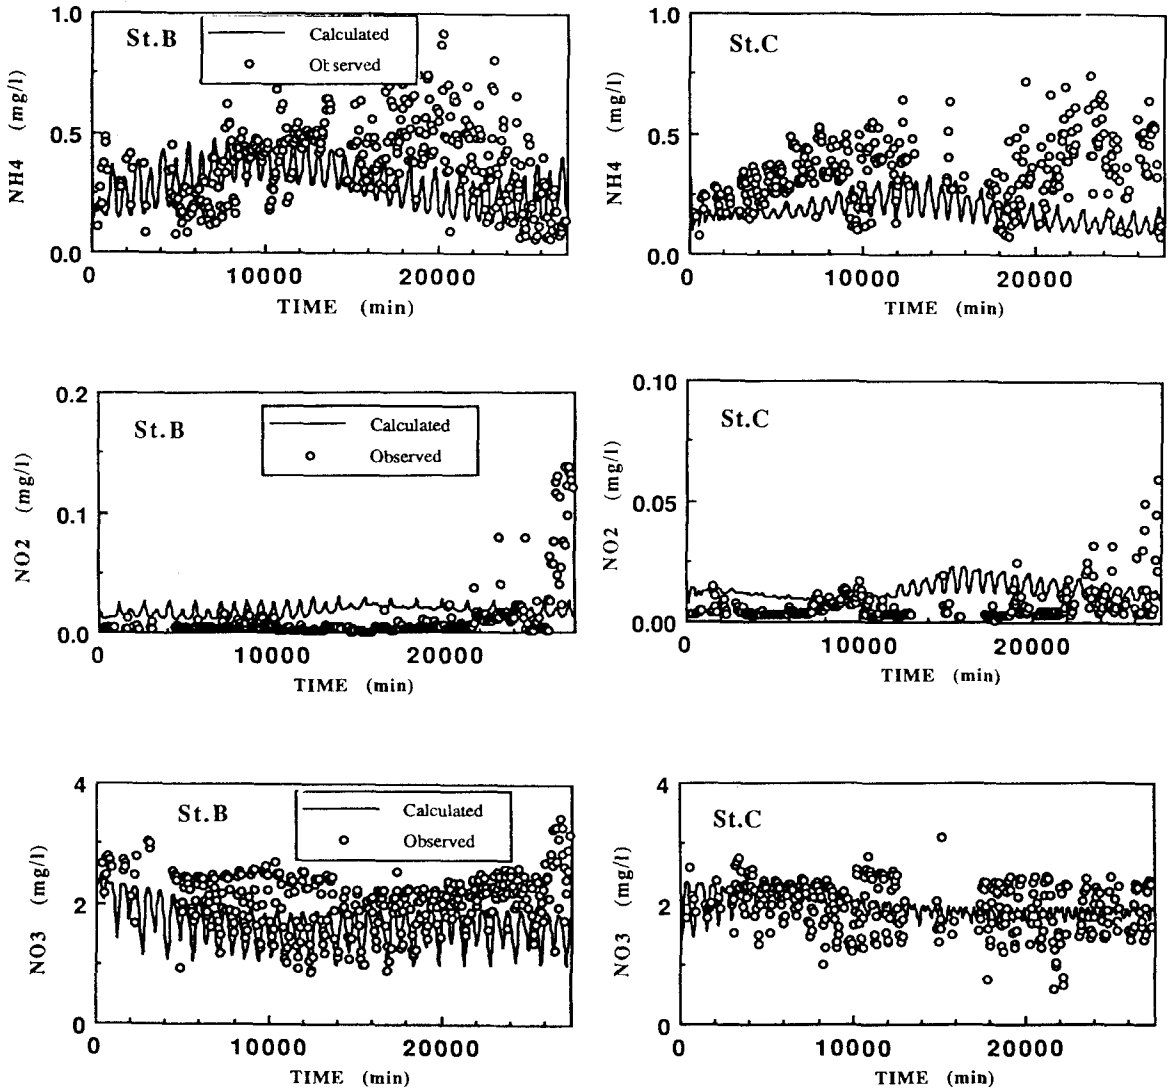 St.B
Calculated
Observed
1.0
0.5
0.0
NH4 (mg/l)
0
10000
20000
TIME (min)
St.C
1.0
0.5
0.0
NH4 (mg/l)
0
10000
20000
TIME (min)
St.B
Calculated
Observed
0.2
0.1
0.0
NO2 (mg/l)
0
10000
20000
TIME (min)
St.C
0.10
0.05
0.00
NO2 (mg/l)
0
10000
20000
TIME (min)
St.B
Calculated
Observed
4
2
0
NO3 (mg/l)
0
10000
20000
TIME (min)
St.C
4
2
0
NO3 (mg/l)
0
10000
20000
TIME (min)